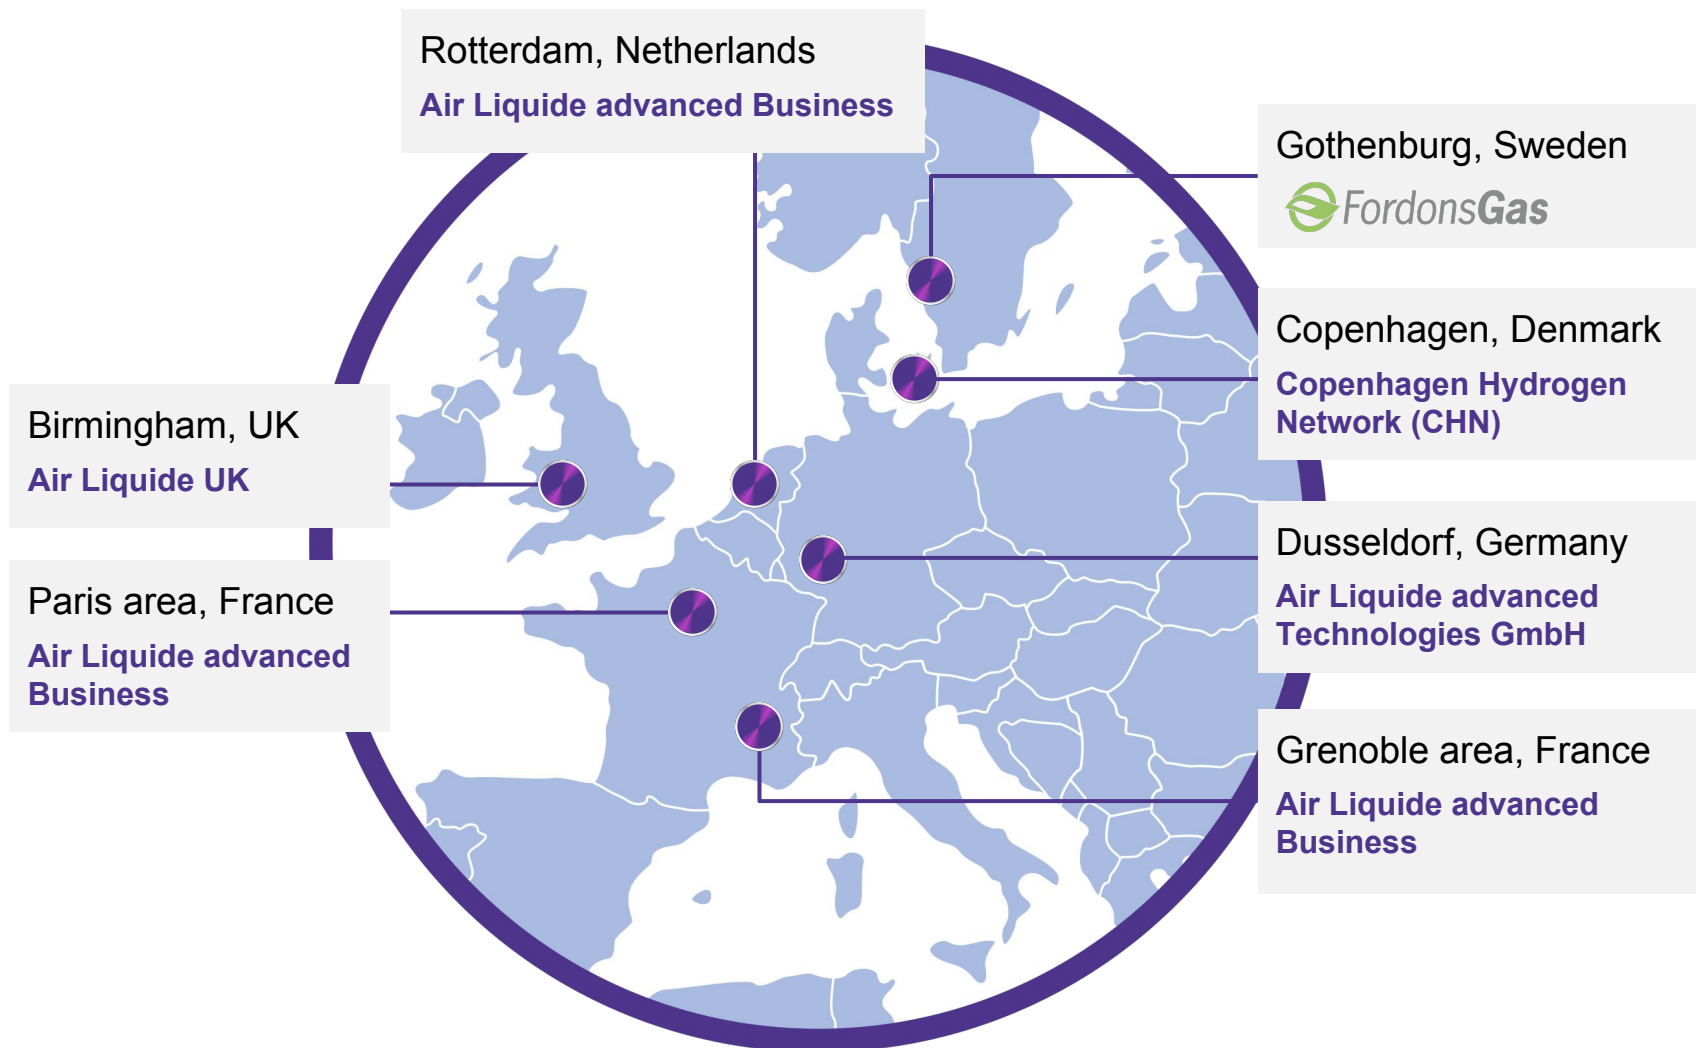 Rotterdam, Netherlands
Air Liquide advanced Business
Gothenburg, Sweden
FordonsGas
Copenhagen, Denmark
Copenhagen Hydrogen
Network (CHN)
Birmingham, UK
Air Liquide UK
Dusseldorf, Germany
Air Liquide advanced
Technologies GmbH
Paris area, France
Air Liquide advanced
Business
Grenoble area, France
Air Liquide advanced
Business